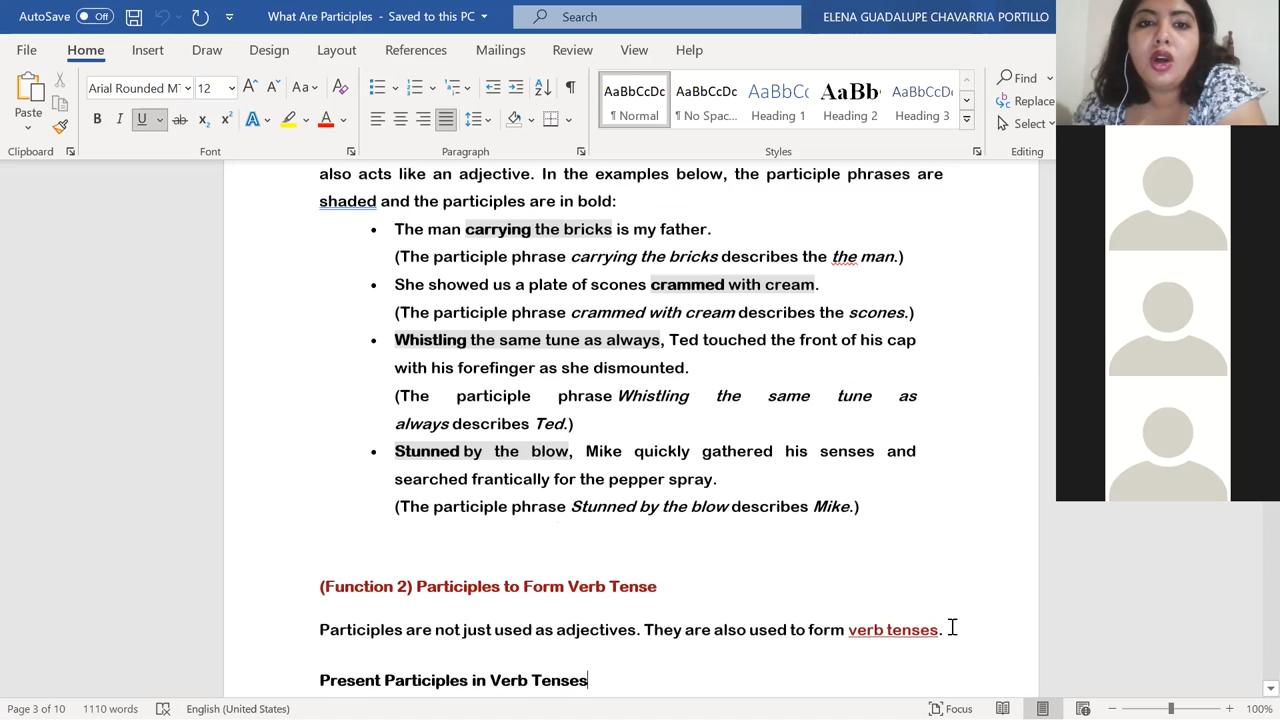 AutoSave Off What Are Participles - Saved to this PC Search ELENA GUADALUPE CHAVARRIA PORTILLO
File Home Insert Draw Design Layout References Mailings Review View Help
Arial Rounded MT 12 Aa AaBbCcDc AaBbCcDc AaBbCc AaBb AaBbCcDc Find
Paste B I U ab x₂ x² A A ¶ Normal ¶ No Spac... Heading 1 Heading 2 Heading 3 Replace
Select
Clipboard Font Paragraph Styles Editing
also acts like an adjective. In the examples below, the participle phrases are
shaded and the participles are in bold:
• The man carrying the bricks is my father.
(The participle phrase carrying the bricks describes the the man.)
• She showed us a plate of scones crammed with cream.
(The participle phrase crammed with cream describes the scones.)
• Whistling the same tune as always, Ted touched the front of his cap
with his forefinger as she dismounted.
(The participle phrase Whistling the same tune as
always describes Ted.)
• Stunned by the blow, Mike quickly gathered his senses and
searched frantically for the pepper spray.
(The participle phrase Stunned by the blow describes Mike.)
(Function 2) Participles to Form Verb Tense
Participles are not just used as adjectives. They are also used to form verb tenses.
Present Participles in Verb Tenses
Page 3 of 10 1110 words English (United States) Focus 100%